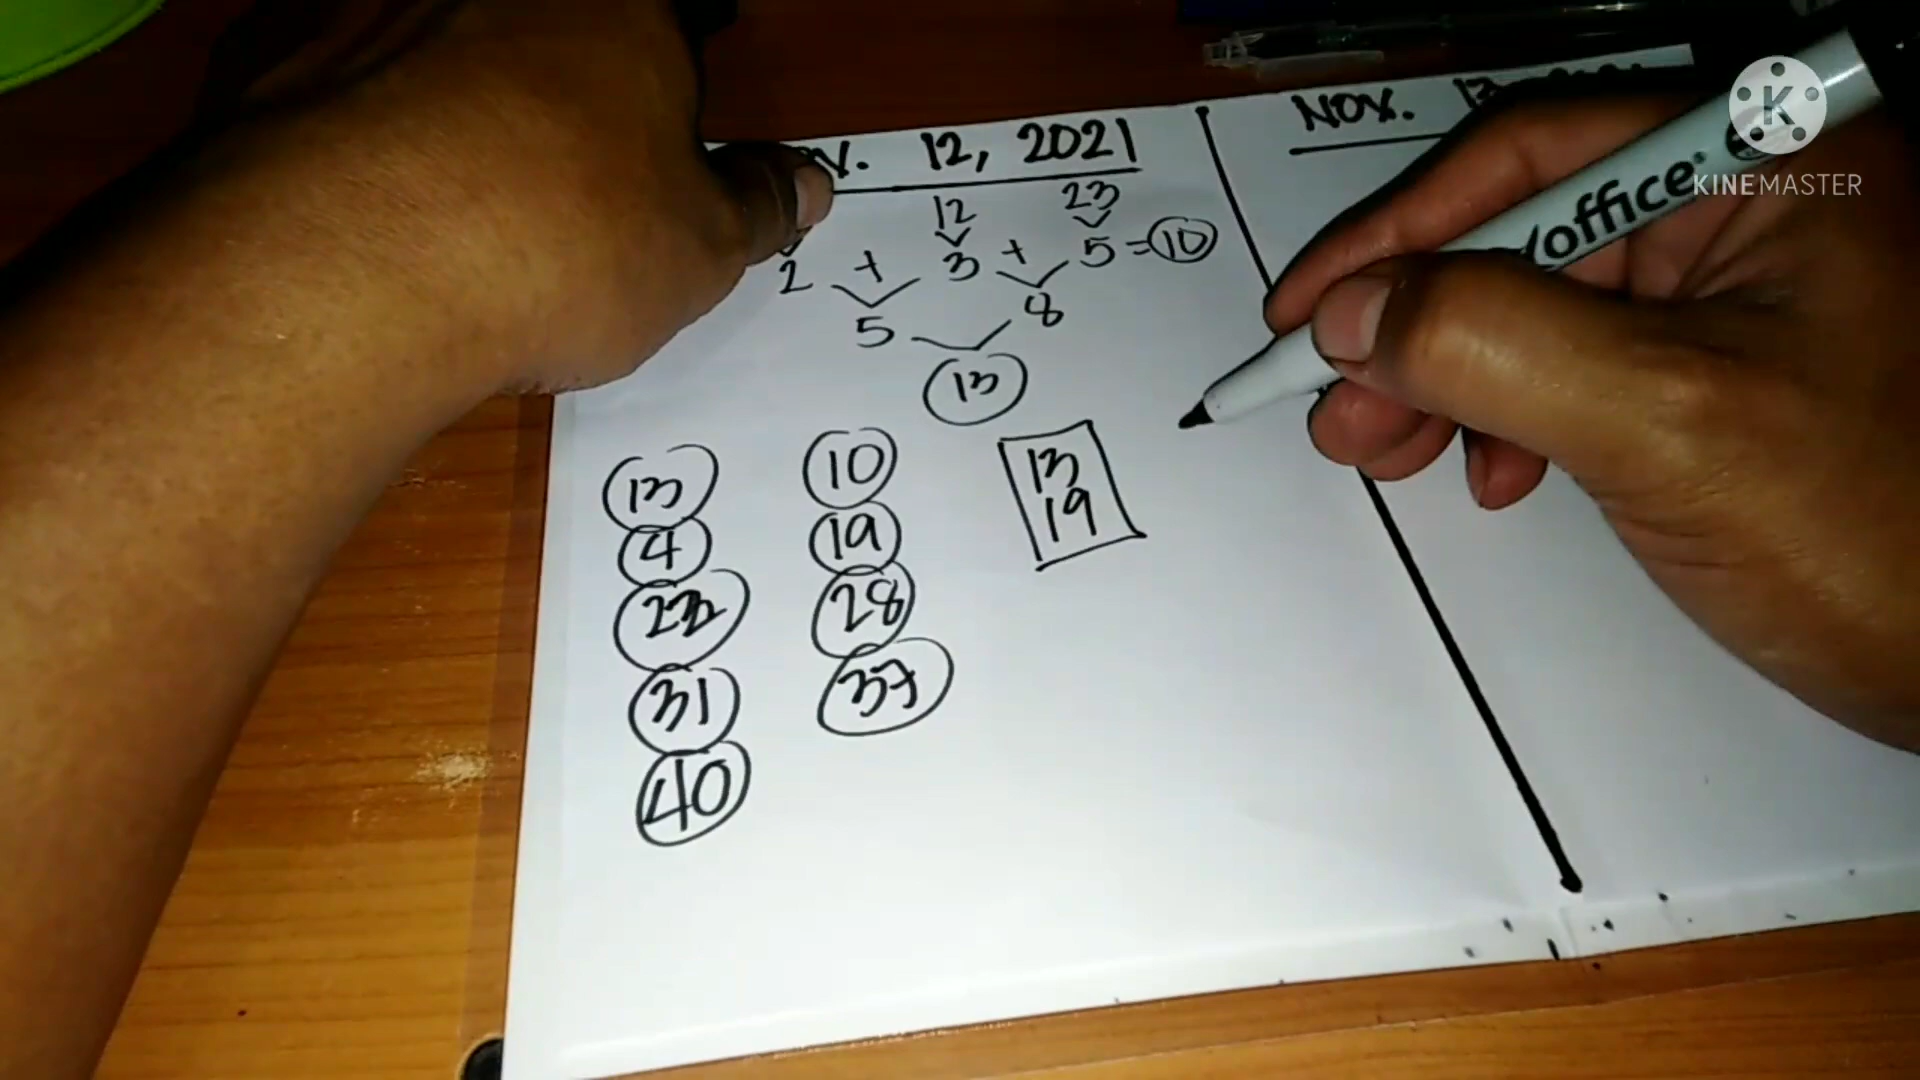 V. 12, 2021
12 23
2 + 3 + 5 = 10
5 8
13
13 10 13
4 19 19
22 28
31 37
40
NOV. 13
office
K
KINEMASTER